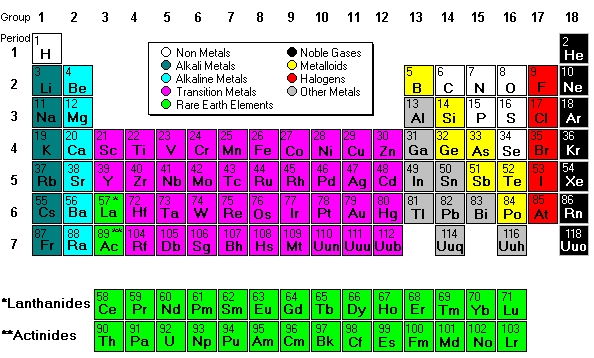 Group 1 2 3 4 5 6 7 8 9 10 11 12 13 14 15 16 17 18
Period
1 1 H 2 He
Non Metals Noble Gases
Alkali Metals Metalloids
Alkaline Metals Halogens
Transition Metals Other Metals
Rare Earth Elements
2 3 Li 4 Be 5 B 6 C 7 N 8 O 9 F 10 Ne
3 11 Na 12 Mg 13 Al 14 Si 15 P 16 S 17 Cl 18 Ar
4 19 K 20 Ca 21 Sc 22 Ti 23 V 24 Cr 25 Mn 26 Fe 27 Co 28 Ni 29 Cu 30 Zn 31 Ga 32 Ge 33 As 34 Se 35 Br 36 Kr
5 37 Rb 38 Sr 39 Y 40 Zr 41 Nb 42 Mo 43 Tc 44 Ru 45 Rh 46 Pd 47 Ag 48 Cd 49 In 50 Sn 51 Sb 52 Te 53 I 54 Xe
6 55 Cs 56 Ba 57 * La 72 Hf 73 Ta 74 W 75 Re 76 Os 77 Ir 78 Pt 79 Au 80 Hg 81 Tl 82 Pb 83 Bi 84 Po 85 At 86 Rn
7 87 Fr 88 Ra 89 ** Ac 104 Rf 105 Db 106 Sg 107 Bh 108 Hs 109 Mt 110 Uun 111 Uuu 112 Uub 114 Uuq 116 Uuh 118 Uuo
*Lanthanides 58 Ce 59 Pr 60 Nd 61 Pm 62 Sm 63 Eu 64 Gd 65 Tb 66 Dy 67 Ho 68 Er 69 Tm 70 Yb 71 Lu
**Actinides 90 Th 91 Pa 92 U 93 Np 94 Pu 95 Am 96 Cm 97 Bk 98 Cf 99 Es 100 Fm 101 Md 102 No 103 Lr